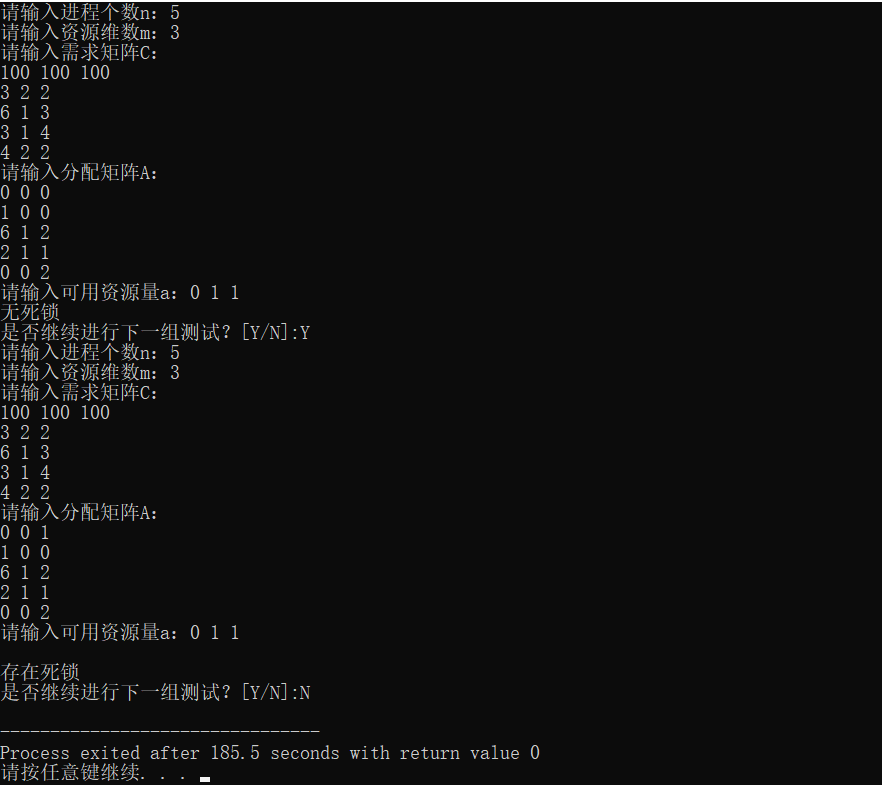 请输入进程个数n: 5
请输入资源维数m: 3
请输入需求矩阵C:
100 100 100
3 2 2
6 1 3
3 1 4
4 2 2
请输入分配矩阵A:
0 0 0
1 0 0
6 1 2
2 1 1
0 0 2
请输入可用资源量a: 0 1 1
无死锁
是否继续进行下一组测试? [Y/N]:Y
请输入进程个数n: 5
请输入资源维数m: 3
请输入需求矩阵C:
100 100 100
3 2 2
6 1 3
3 1 4
4 2 2
请输入分配矩阵A:
0 0 1
1 0 0
6 1 2
2 1 1
0 0 2
请输入可用资源量a: 0 1 1
存在死锁
是否继续进行下一组测试? [Y/N]:N
--------------------------------
Process exited after 185.5 seconds with return value 0
请按任意键继续. . .